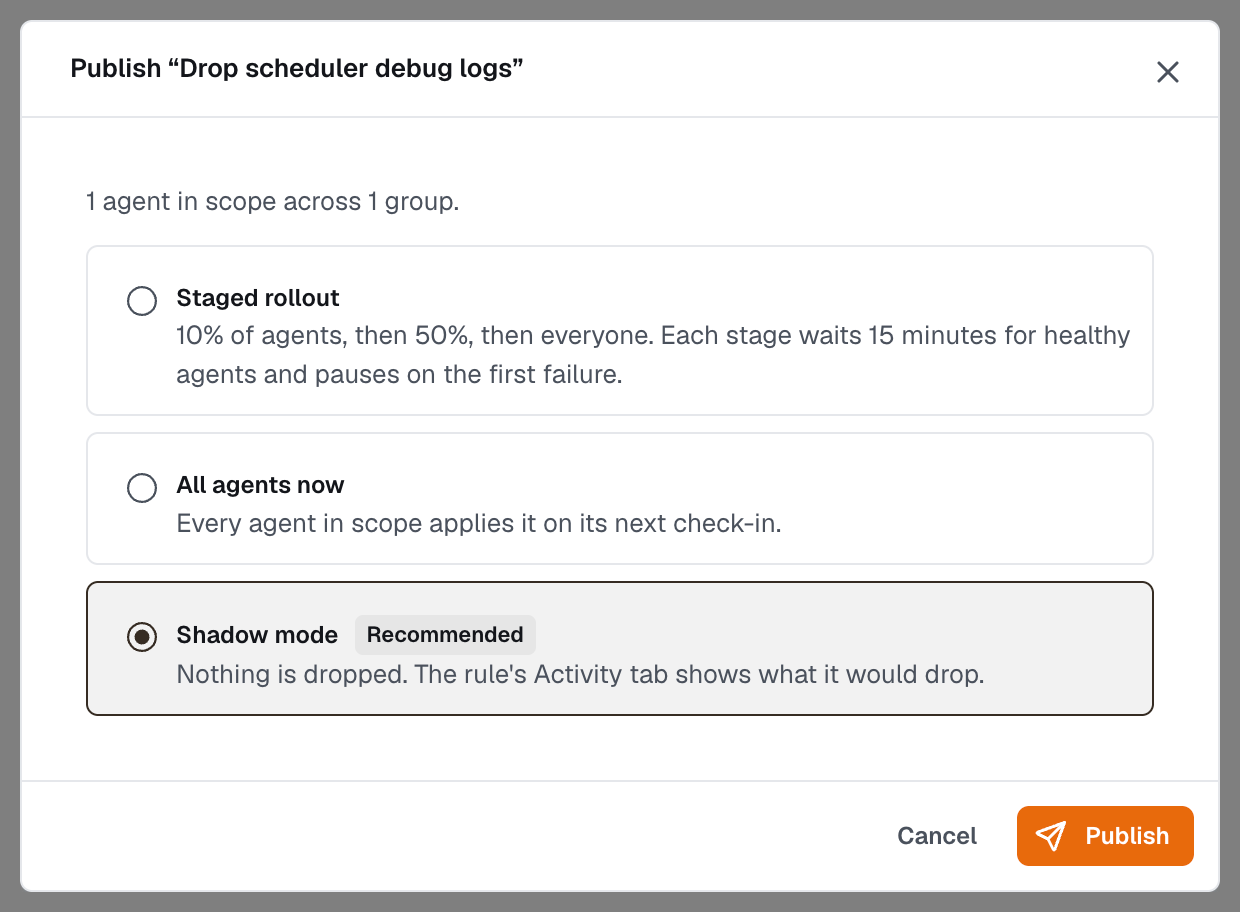 Publish “Drop scheduler debug logs”
1 agent in scope across 1 group.
Staged rollout
10% of agents, then 50%, then everyone. Each stage waits 15 minutes for healthy
agents and pauses on the first failure.
All agents now
Every agent in scope applies it on its next check-in.
Shadow mode Recommended
Nothing is dropped. The rule's Activity tab shows what it would drop.
Cancel Publish